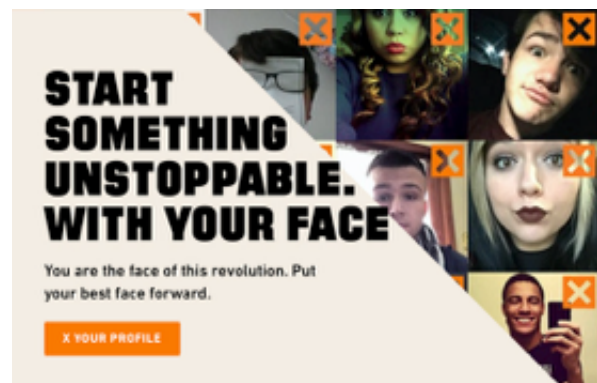 START
SOMETHING
UNSTOPPABLE.
WITH YOUR FACE
You are the face of this revolution. Put
your best face forward.
X YOUR PROFILE